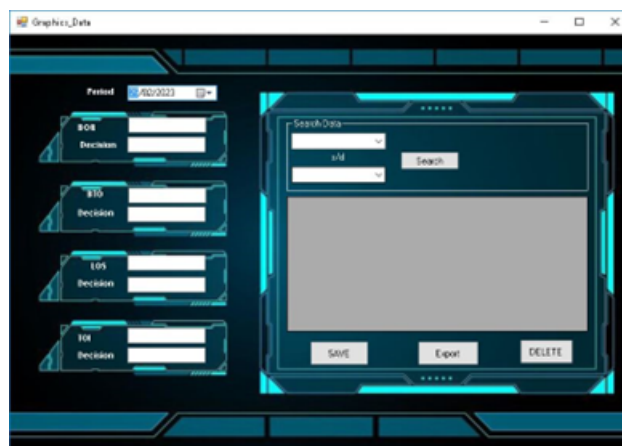 Graphics_Data
Period
/02/2023
BOR
Decision
BTO
Decision
LOS
Decision
TOI
Decision
Search Data
s/d
Search
SAVE
Export
DELETE